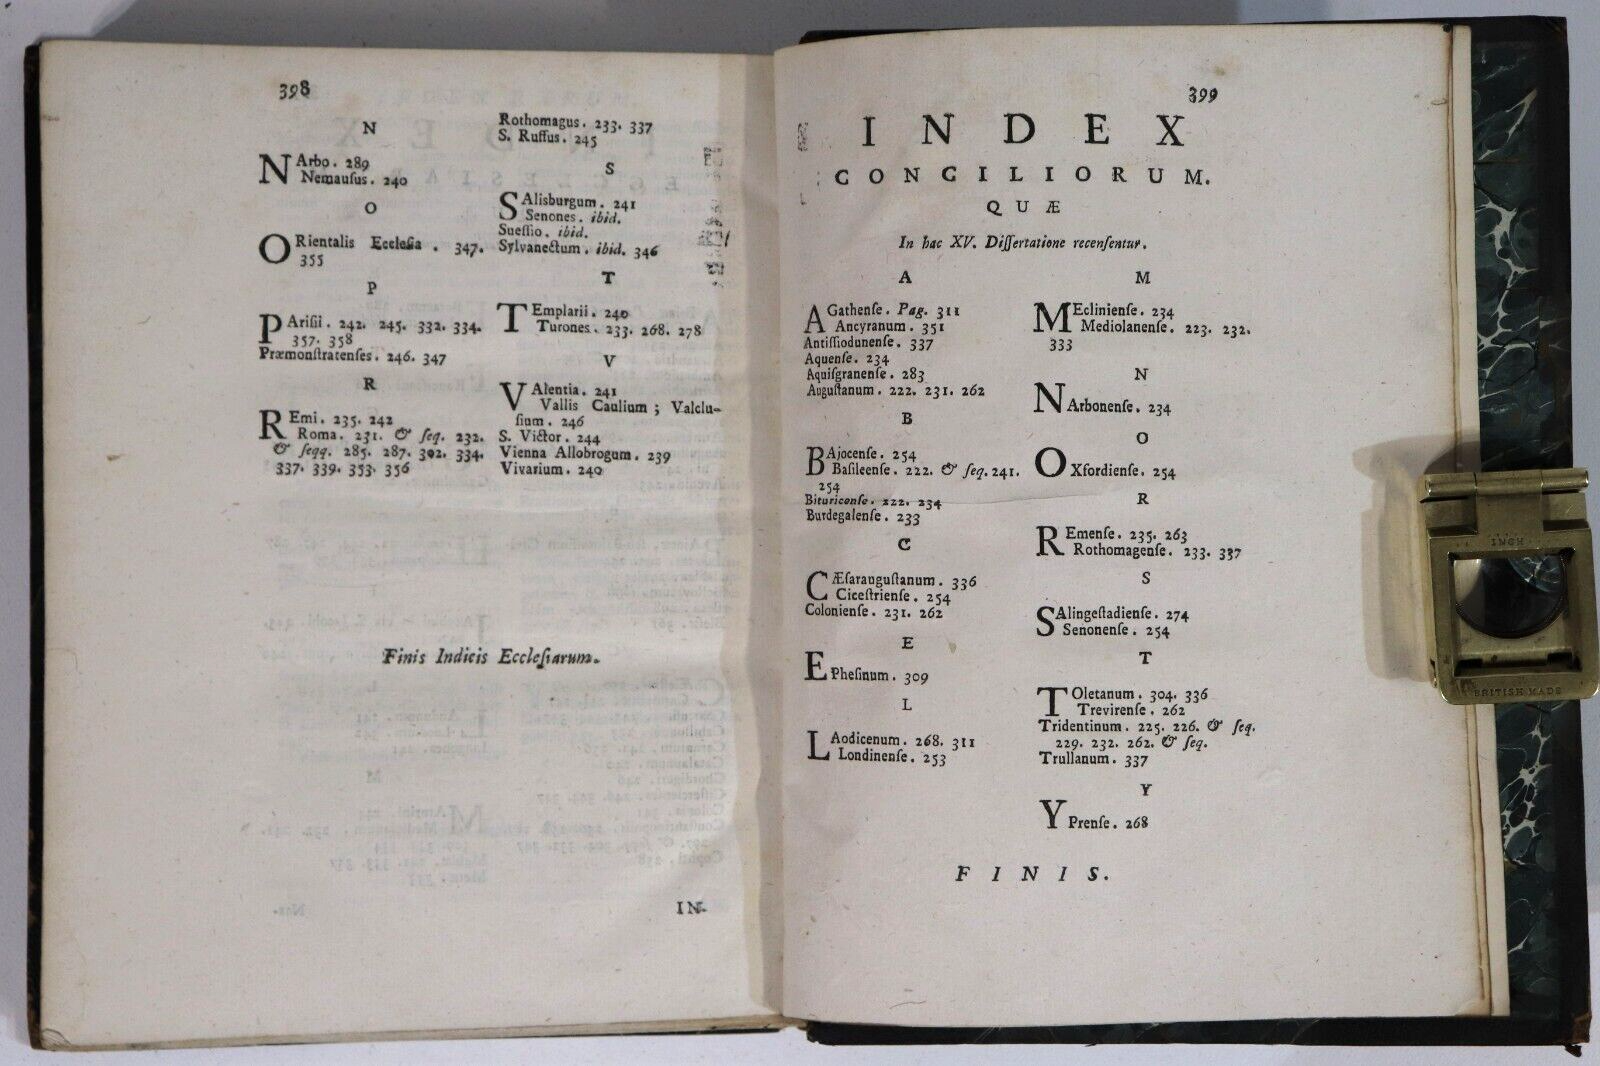 398
N
NArbo. 289
Nemausus. 240
O
ORientalis Ecclesia. 347.
355
P
PArisii. 242. 245. 332. 334.
357. 358
Præmonstratenses. 246. 347
R
REmi. 235. 242
Roma. 231. & seq. 232.
& seqq. 285. 287. 302. 334.
337. 339. 353. 356
Rothomagus. 233. 337
S. Ruffus. 245
S
SAlisburgum. 241
Senones. ibid.
Suessio. ibid.
Sylvanectum. ibid. 346
T
TEmplarii. 240
Turones. 233. 268. 278
V
VAlentia. 241
Vallis Caulium; Valclu-
sium. 246
S. Victor. 244
Vienna Allobrogum. 239
Vivarium. 240
Finis Indicis Ecclesiarum.
IN-
399
INDEX
CONCILIORUM.
QUÆ
In hac XV. Dissertatione recensentur.
A
AGathense. Pag. 311
Ancyranum. 351
Antissiodunense. 337
Aquense. 234
Aquisgranense. 283
Augustanum. 222. 231. 262
B
BAjocense. 254
Basileense. 222. & seq. 241.
254
Bituricense. 222. 234
Burdegalense. 233
C
CÆsaraugustanum. 336
Cicestriense. 254
Coloniense. 231. 262
E
EPhesinum. 309
L
LAodicenum. 268. 311
Londinense. 253
M
MEcliniense. 234
Mediolanense. 223. 232.
333
N
NArbonense. 234
O
OXfordiense. 254
R
REmense. 235. 263
Rothomagense. 233. 337
S
SAlingestadiense. 274
Senonense. 254
T
TOletanum. 304. 336
Trevirense. 262
Tridentinum. 225. 226. & seq.
229. 232. 262. & seq.
Trullanum. 337
Y
YPrense. 268
FINIS.
INCH
BRITISH MADE